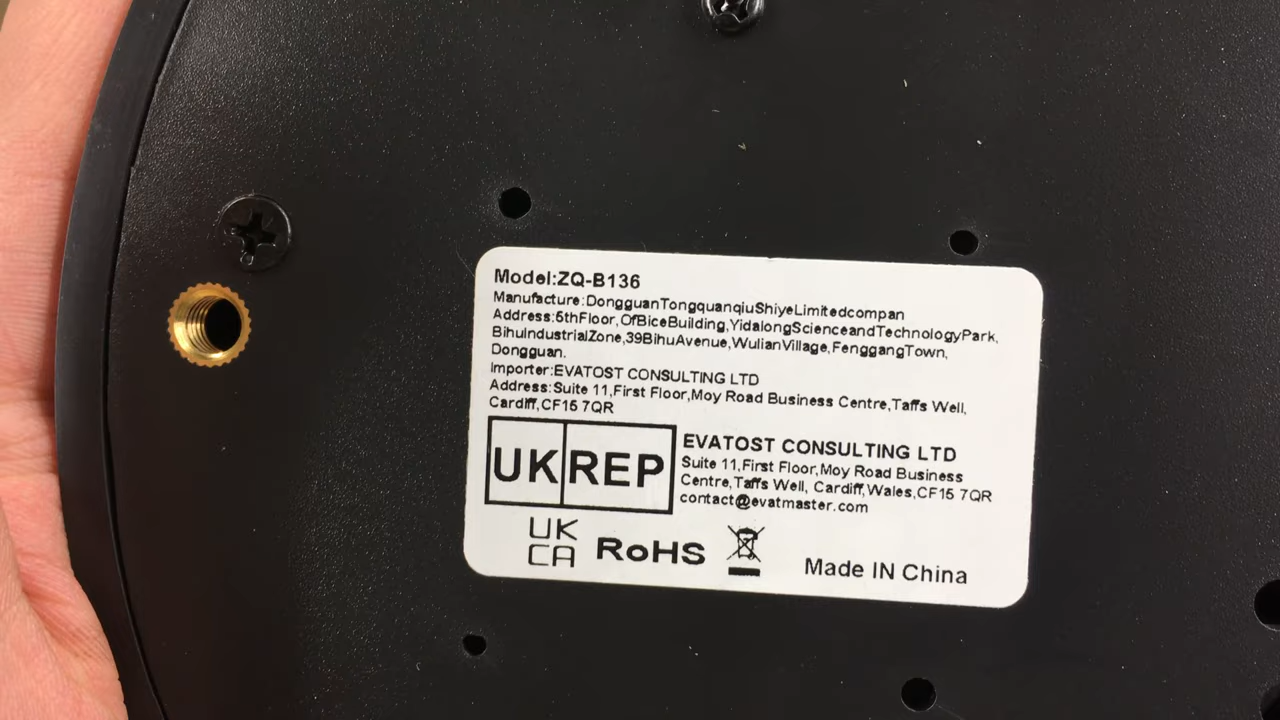 Model:ZQ-B136
Manufacture:DongguanTongquanqiuShiyeLimitedcompan
Address:6thFloor,OfBiceBuilding,YidalongScienceandTechnologyPark,
BihuIndustrialZone,39BihuAvenue,WulianVillage,FenggangTown,
Dongguan.
Importer:EVATOST CONSULTING LTD
Address:Suite 11,First Floor,Moy Road Business Centre,Taffs Well,
Cardiff,CF15 7QR
UK REP
EVATOST CONSULTING LTD
Suite 11,First Floor,Moy Road Business
Centre,Taffs Well, Cardiff,Wales,CF15 7QR
contact@evatmaster.com
UK
CA
RoHS
Made IN China